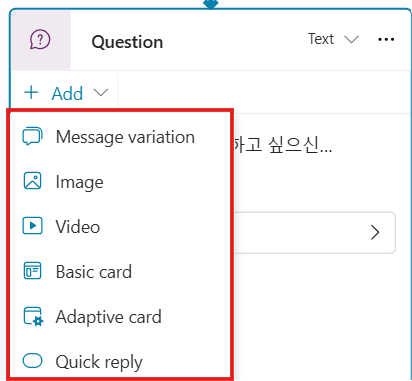 Question
Text
Add
Message variation
하고 싶으신...
Image
Video
Basic card
Adaptive card
Quick reply